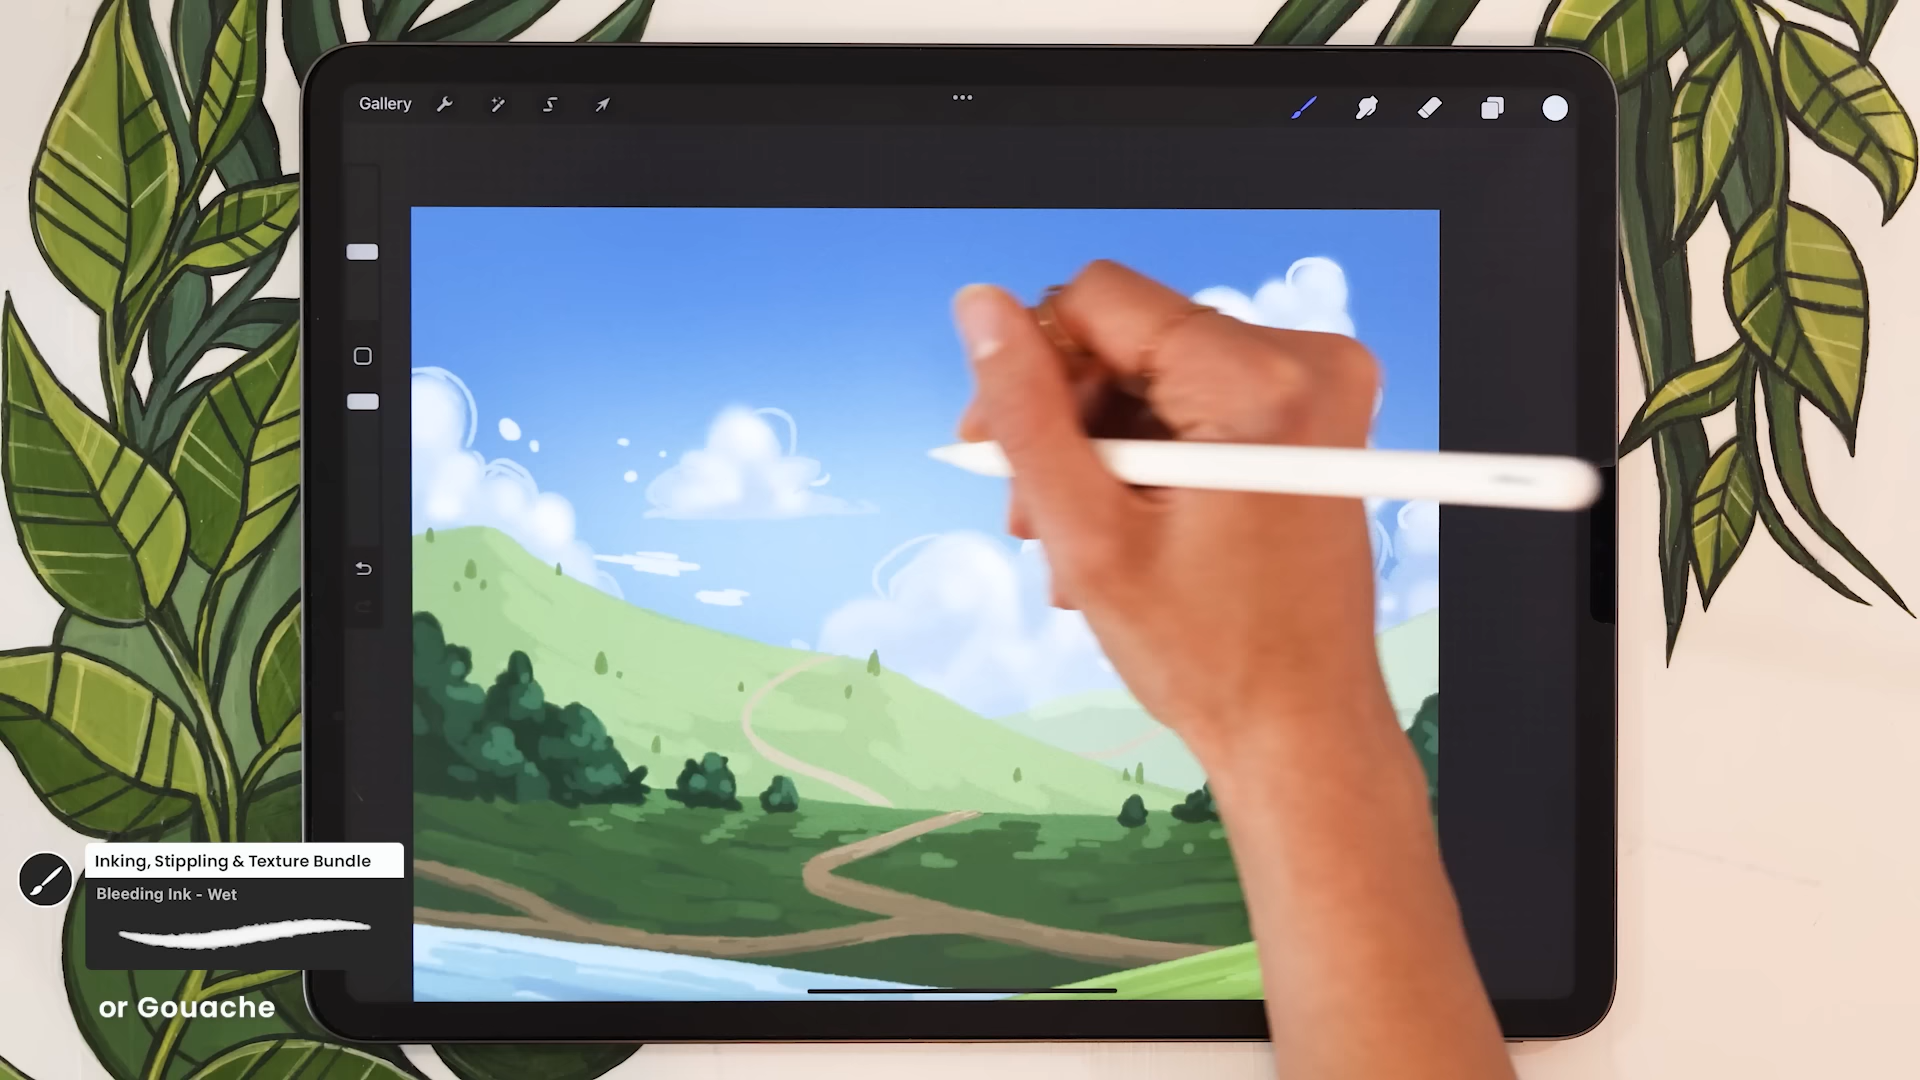 Gallery
Inking, Stippling & Texture Bundle
Bleeding Ink - Wet
or Gouache